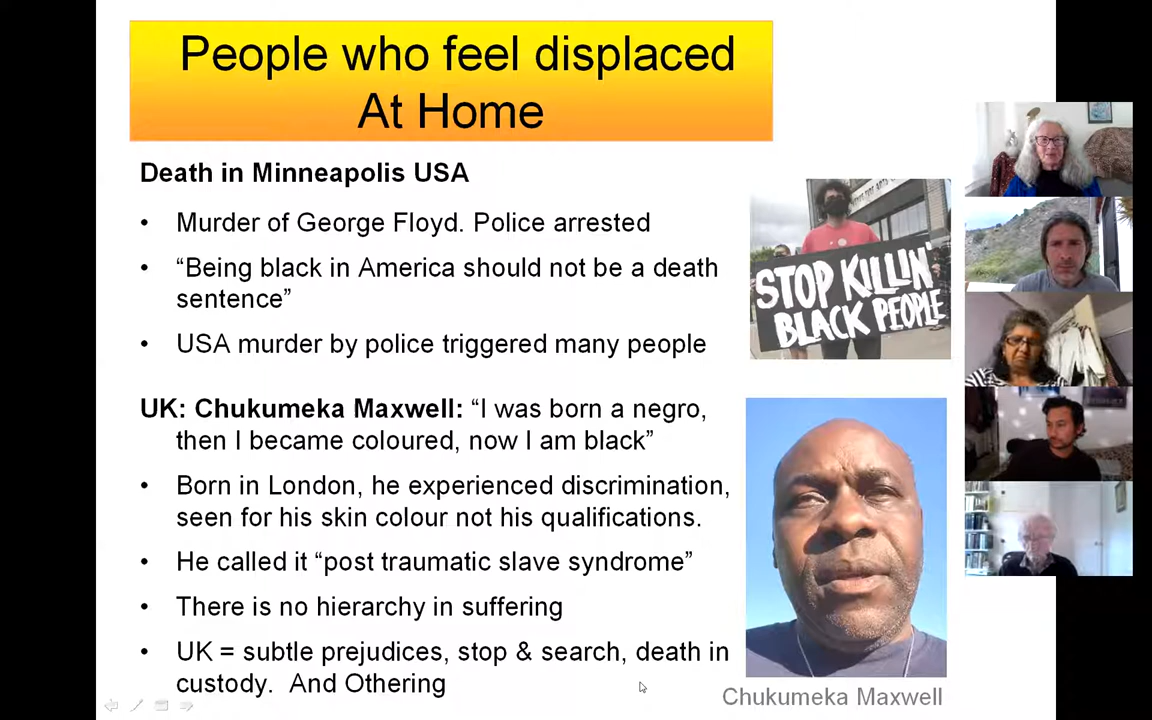 People who feel displaced
At Home
Death in Minneapolis USA
• Murder of George Floyd. Police arrested
• “Being black in America should not be a death
sentence”
• USA murder by police triggered many people
UK: Chukumeka Maxwell: “I was born a negro,
then I became coloured, now I am black”
• Born in London, he experienced discrimination,
seen for his skin colour not his qualifications.
• He called it “post traumatic slave syndrome”
• There is no hierarchy in suffering
• UK = subtle prejudices, stop & search, death in
custody. And Othering
STOP KILLIN'
BLACK PEOPLE
Chukumeka Maxwell